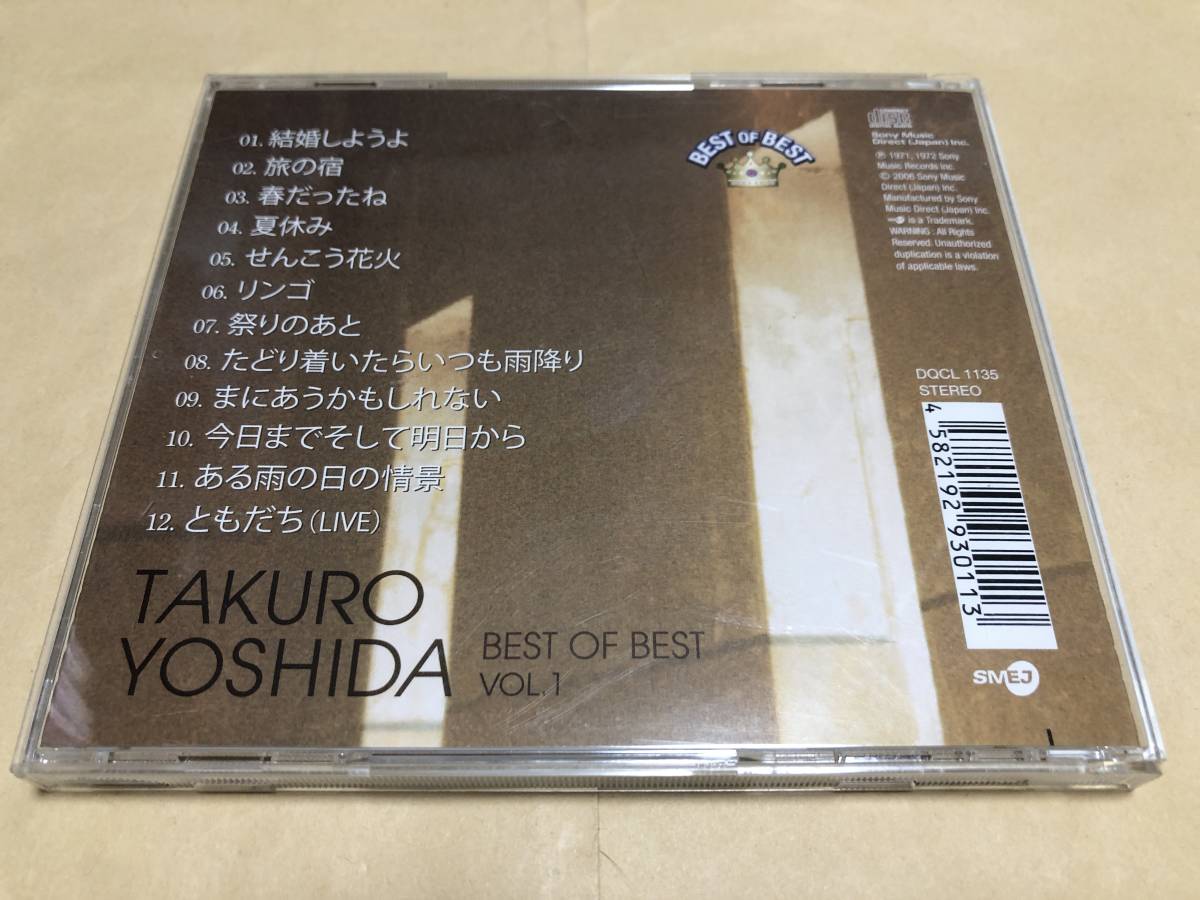 01. 結婚しようよ
02. 旅の宿
03. 春だったね
04. 夏休み
05. せんこう花火
06. リンゴ
07. 祭りのあと
08. たどり着いたらいつも雨降り
09. まにあうかもしれない
10. 今日までそして明日から
11. ある雨の日の情景
12. ともだち(LIVE)
TAKURO
YOSHIDA
BEST OF BEST
VOL.1
BEST OF BEST
Sony Music
Direct (Japan) Inc.
Ⓟ 1971, 1972 Sony
Music Records Inc.
© 2006 Sony Music
Direct (Japan) Inc.
Manufactured by Sony
Music Direct (Japan) Inc.
is a Trademark.
WARNING : All Rights
Reserved. Unauthorized
duplication is a violation
of applicable laws.
DQCL 1135
STEREO
4 582192 930113
SMEJ